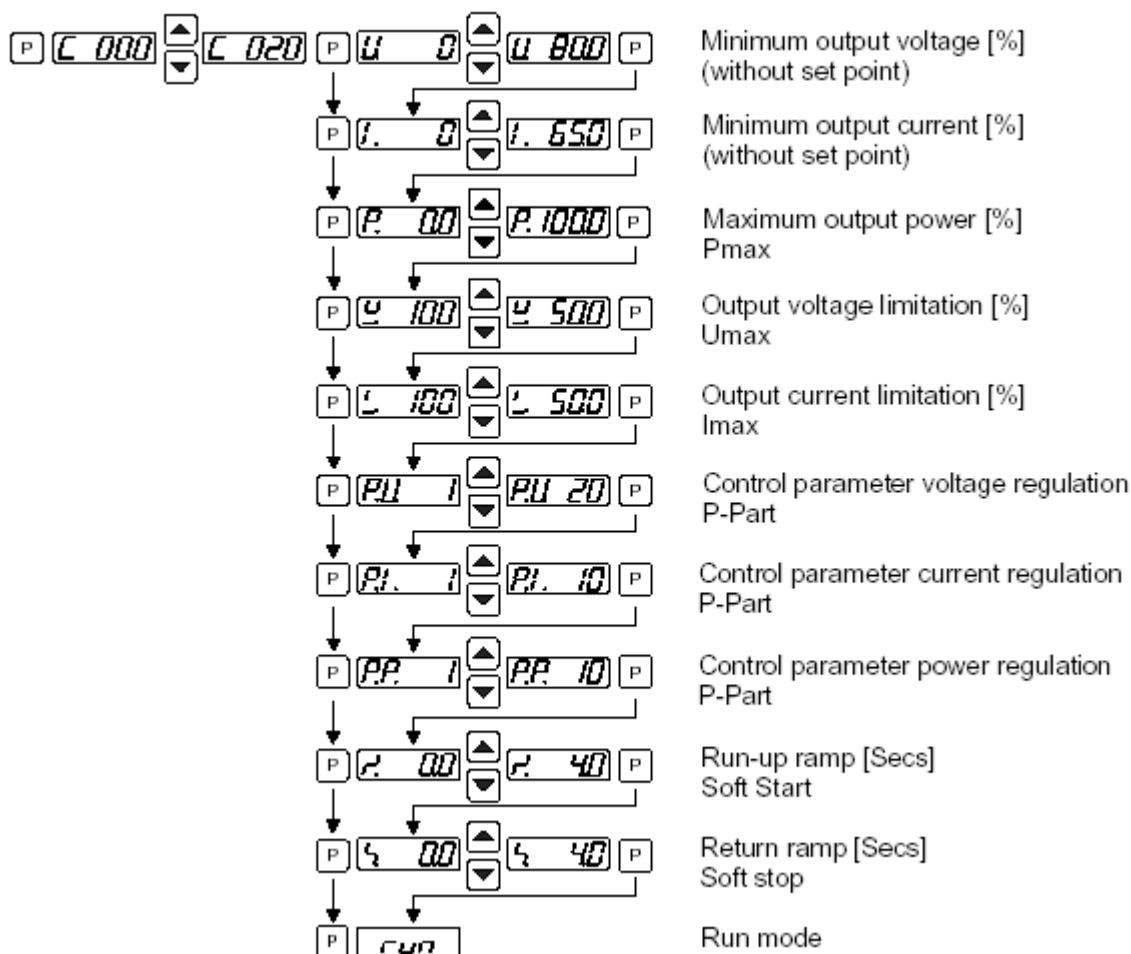 P C 000 C 020 P U 0 U 80.0 P Minimum output voltage [%]
(without set point)
P I. 0 I. 65.0 P Minimum output current [%]
(without set point)
P P. 0.0 P. 100.0 P Maximum output power [%]
Pmax
P 100 50.0 P Output voltage limitation [%]
Umax
P 100 50.0 P Output current limitation [%]
Imax
P P.U 1 P.U 20 P Control parameter voltage regulation
P-Part
P P.I. 1 P.I. 10 P Control parameter current regulation
P-Part
P P.P. 1 P.P. 10 P Control parameter power regulation
P-Part
P 0.0 4.0 P Run-up ramp [Secs]
Soft Start
P 0.0 4.0 P Return ramp [Secs]
Soft stop
P Run mode